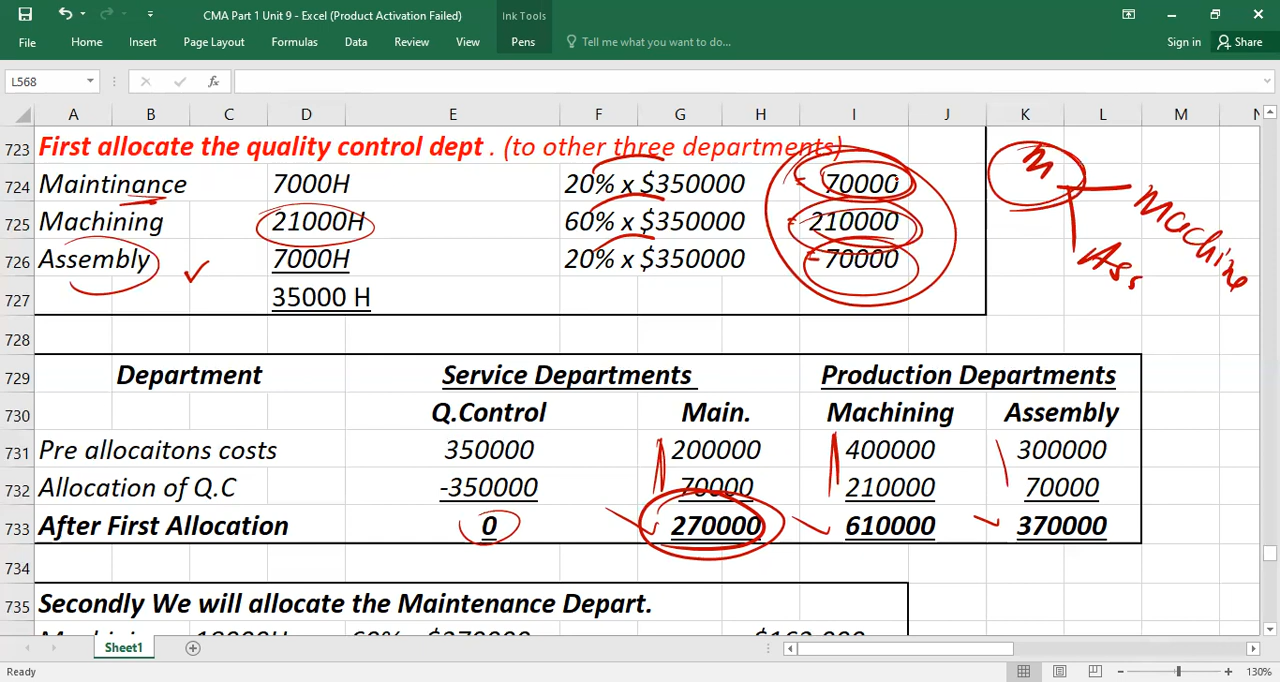 CMA Part 1 Unit 9 - Excel (Product Activation Failed)
Ink Tools
File Home Insert Page Layout Formulas Data Review View Pens Tell me what you want to do... Sign in Share
L568 fx
A B C D E F G H I J K L M N
723 First allocate the quality control dept . (to other three departments)
724 Maintinance 7000H 20% x $350000 = 70000
725 Machining 21000H 60% x $350000 = 210000
726 Assembly 7000H 20% x $350000 = 70000
727 35000 H
M
Machine
Ass
728
729 Department Service Departments Production Departments
730 Q.Control Main. Machining Assembly
731 Pre allocaitons costs 350000 200000 400000 300000
732 Allocation of Q.C -350000 70000 210000 70000
733 After First Allocation 0 270000 610000 370000
734
735 Secondly We will allocate the Maintenance Depart.
Sheet1
Ready 130%